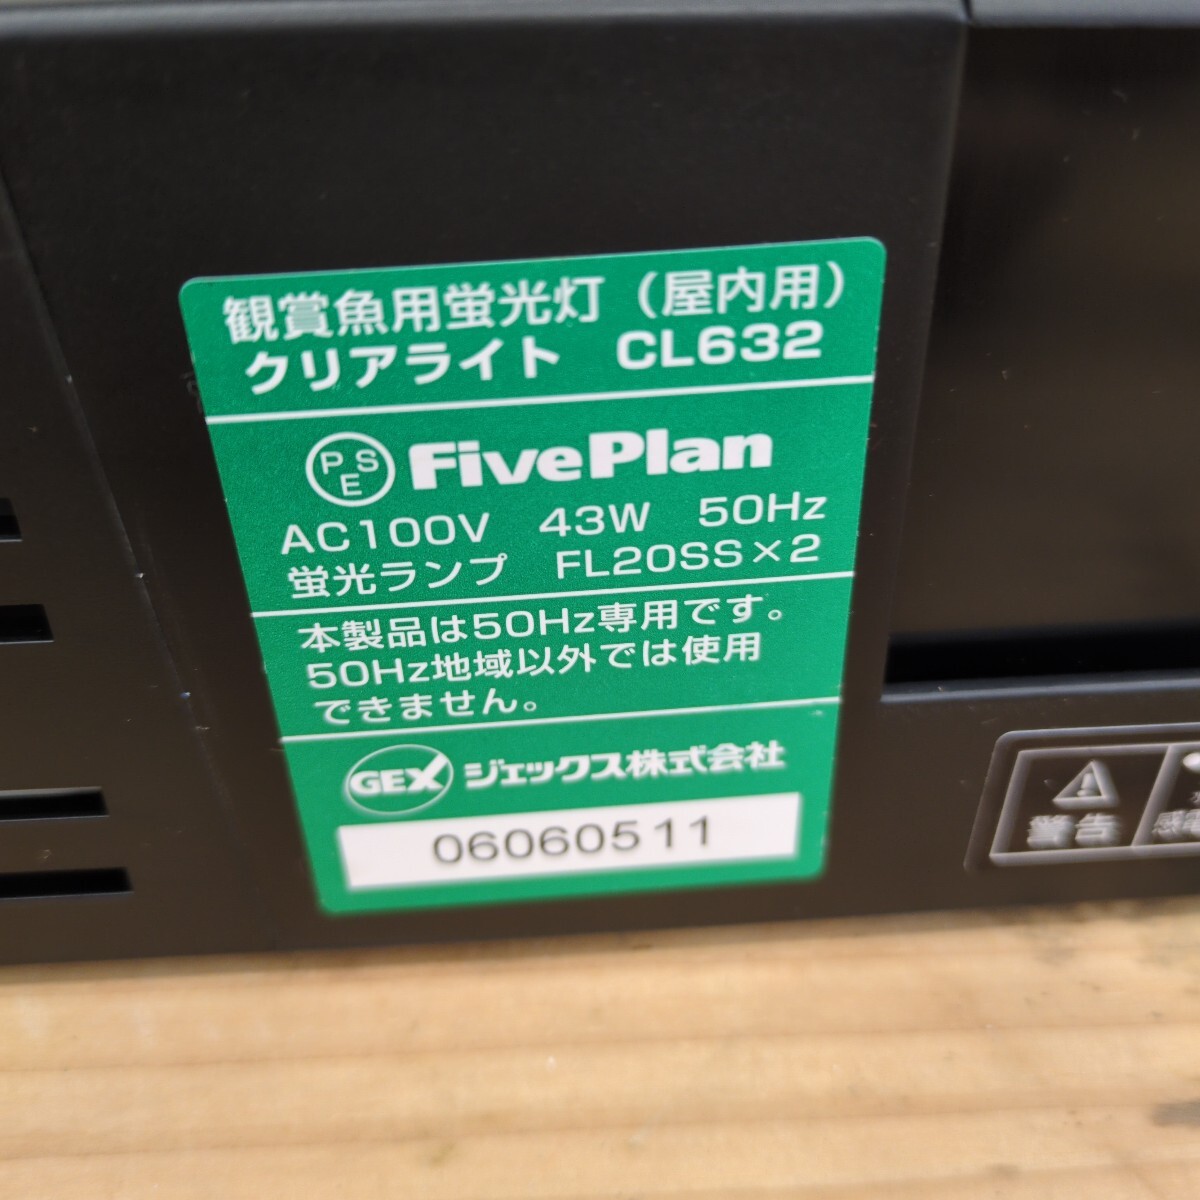 観賞魚用蛍光灯（屋内用）
クリアライト　CL632
PSE FivePlan
AC100V　43W　50Hz
蛍光ランプ　FL20SS×2
本製品は50Hz専用です。
50Hz地域以外では使用
できません。
GEX ジェックス株式会社
06060511
警告
感電